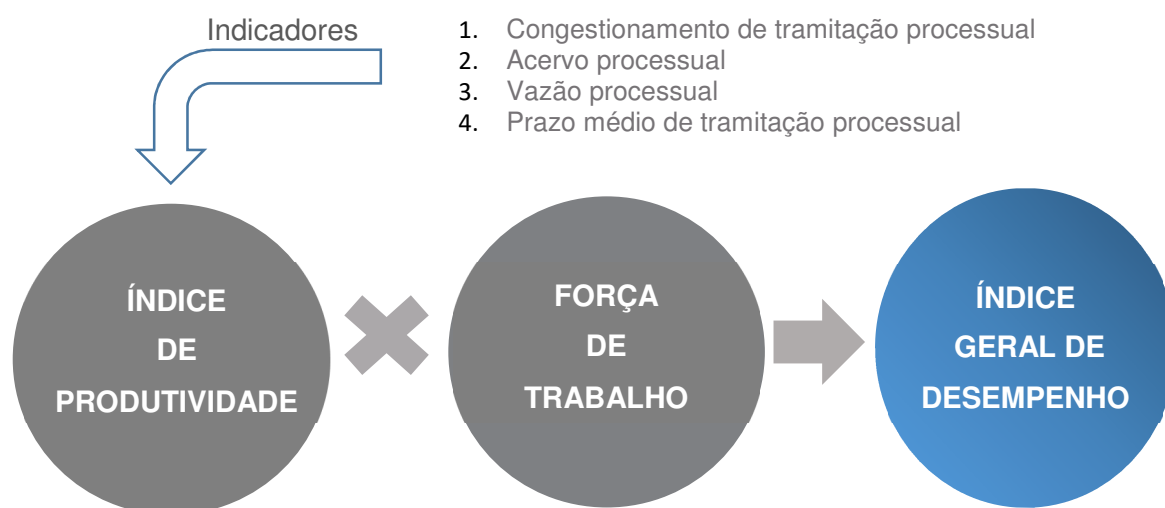 Indicadores
1. Congestionamento de tramitação processual
2. Acervo processual
3. Vazão processual
4. Prazo médio de tramitação processual
ÍNDICE
DE
PRODUTIVIDADE
FORÇA
DE
TRABALHO
ÍNDICE
GERAL DE
DESEMPENHO